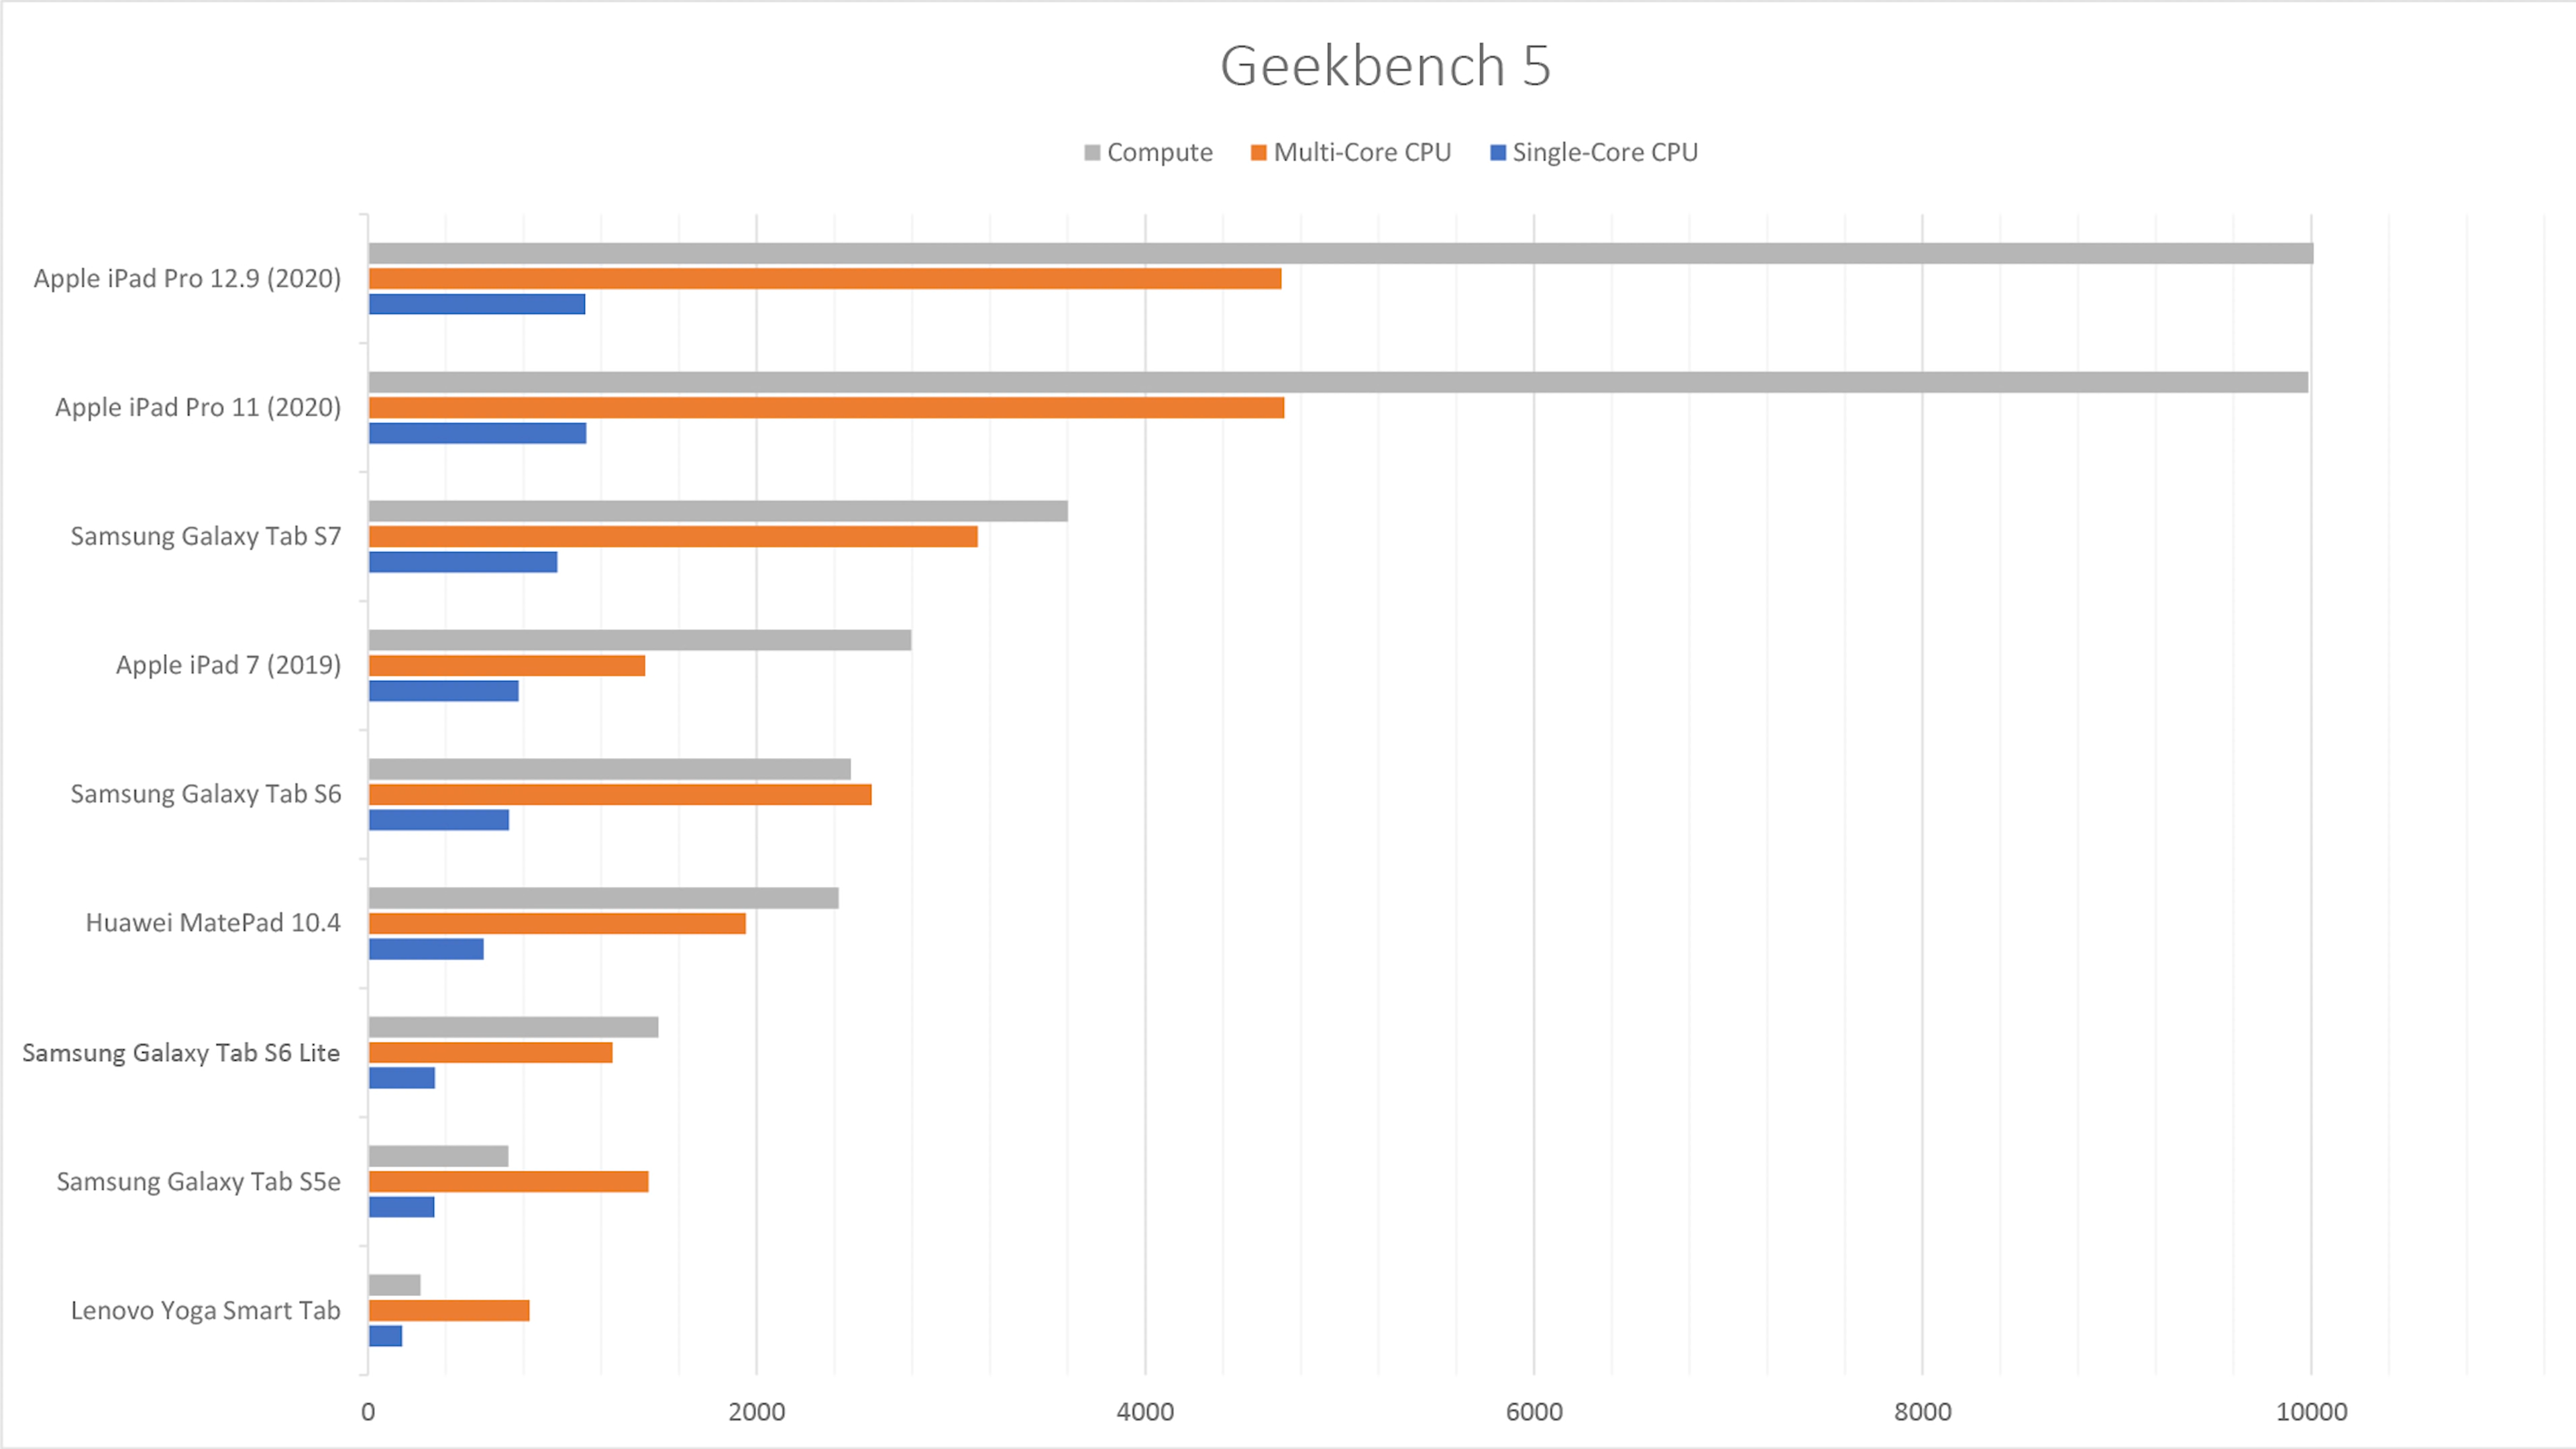 Geekbench 5
Compute Multi-Core CPU Single-Core CPU
Apple iPad Pro 12.9 (2020)
Apple iPad Pro 11 (2020)
Samsung Galaxy Tab S7
Apple iPad 7 (2019)
Samsung Galaxy Tab S6
Huawei MatePad 10.4
Samsung Galaxy Tab S6 Lite
Samsung Galaxy Tab S5e
Lenovo Yoga Smart Tab
0 2000 4000 6000 8000 10000